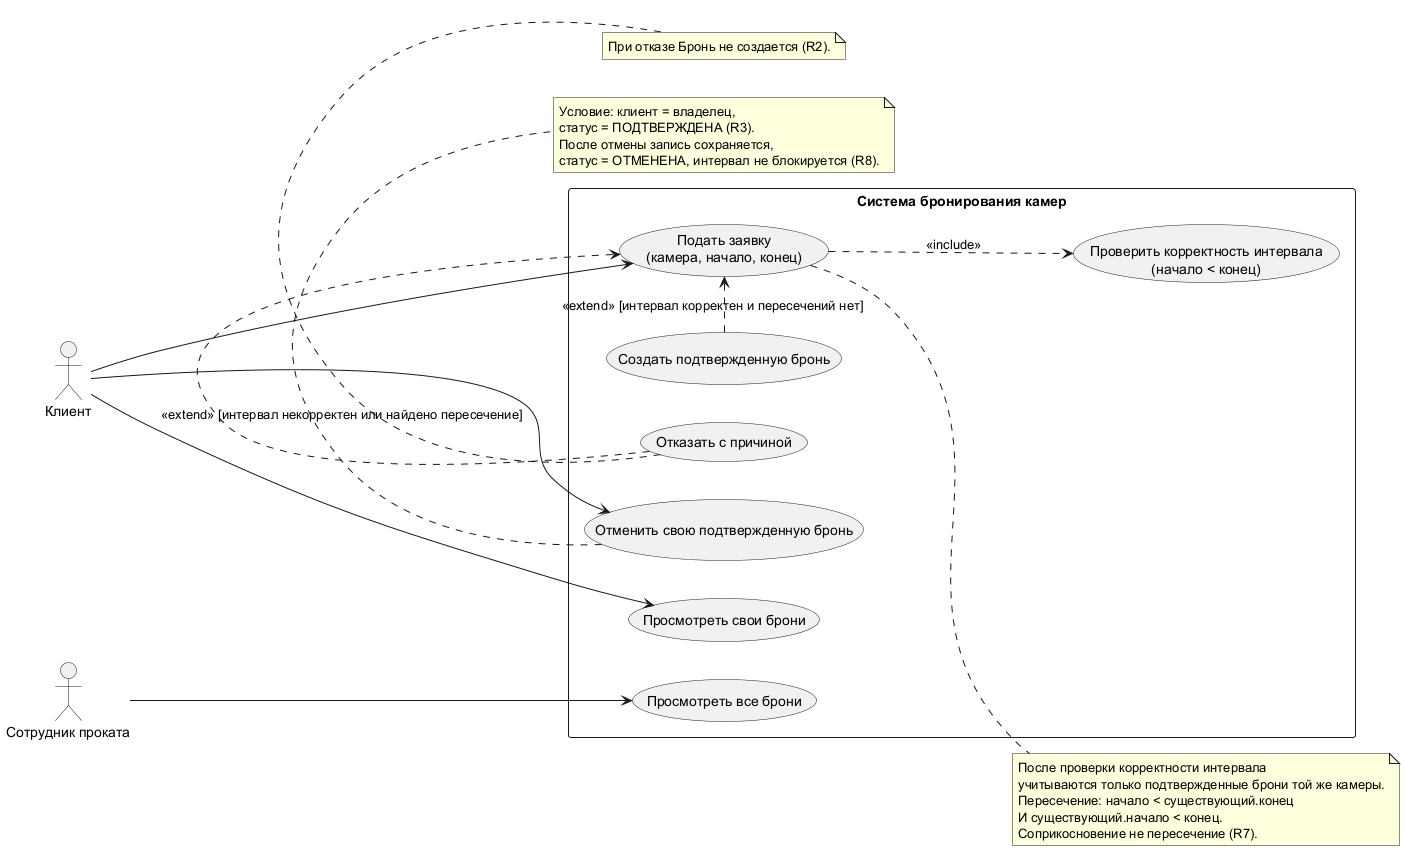 При отказе Бронь не создается (R2).
Условие: клиент = владелец,
статус = ПОДТВЕРЖДЕНА (R3).
После отмены запись сохраняется,
статус = ОТМЕНЕНА, интервал не блокируется (R8).
Система бронирования камер
Подать заявку
(камера, начало, конец)
«include»
Проверить корректность интервала
(начало < конец)
«extend» [интервал корректен и пересечений нет]
Создать подтвержденную бронь
Клиент
«extend» [интервал некорректен или найдено пересечение]
Отказать с причиной
Отменить свою подтвержденную бронь
Просмотреть свои брони
Просмотреть все брони
Сотрудник проката
После проверки корректности интервала
учитываются только подтвержденные брони той же камеры.
Пересечение: начало < существующий.конец
И существующий.начало < конец.
Соприкосновение не пересечение (R7).